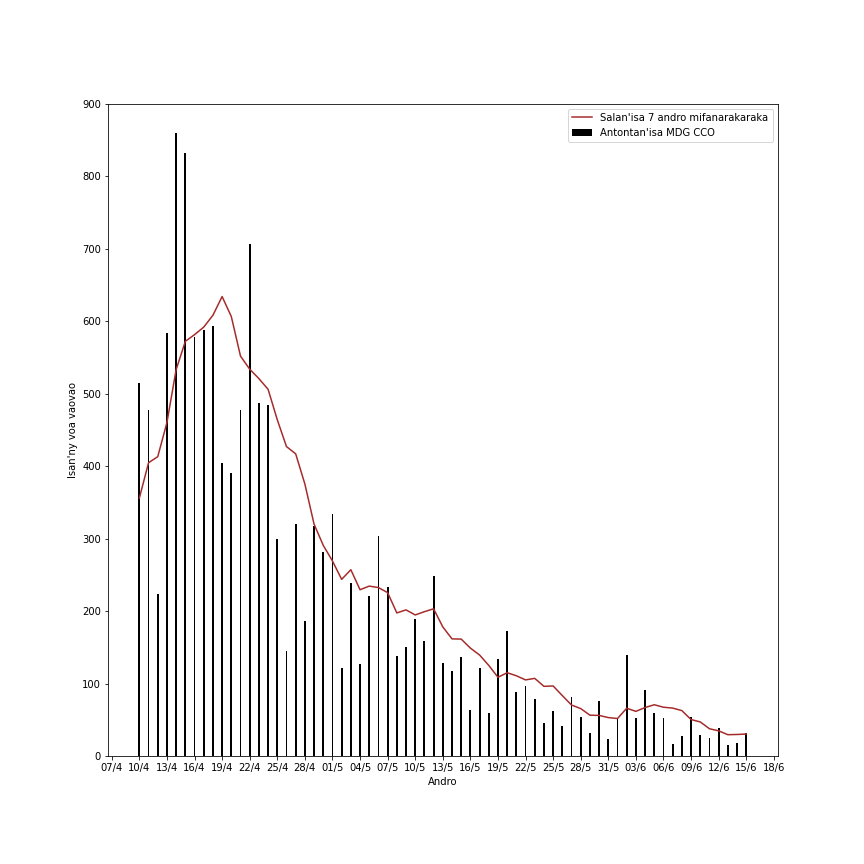 Salan'isa 7 andro mifanarakaraka
Antontan'isa MDG CCO
900
800
700
600
500
400
300
200
100
0
Isan'ny voa vaovao
07/4 10/4 13/4 16/4 19/4 22/4 25/4 28/4 01/5 04/5 07/5 10/5 13/5 16/5 19/5 22/5 25/5 28/5 31/5 03/6 06/6 09/6 12/6 15/6 18/6
Andro